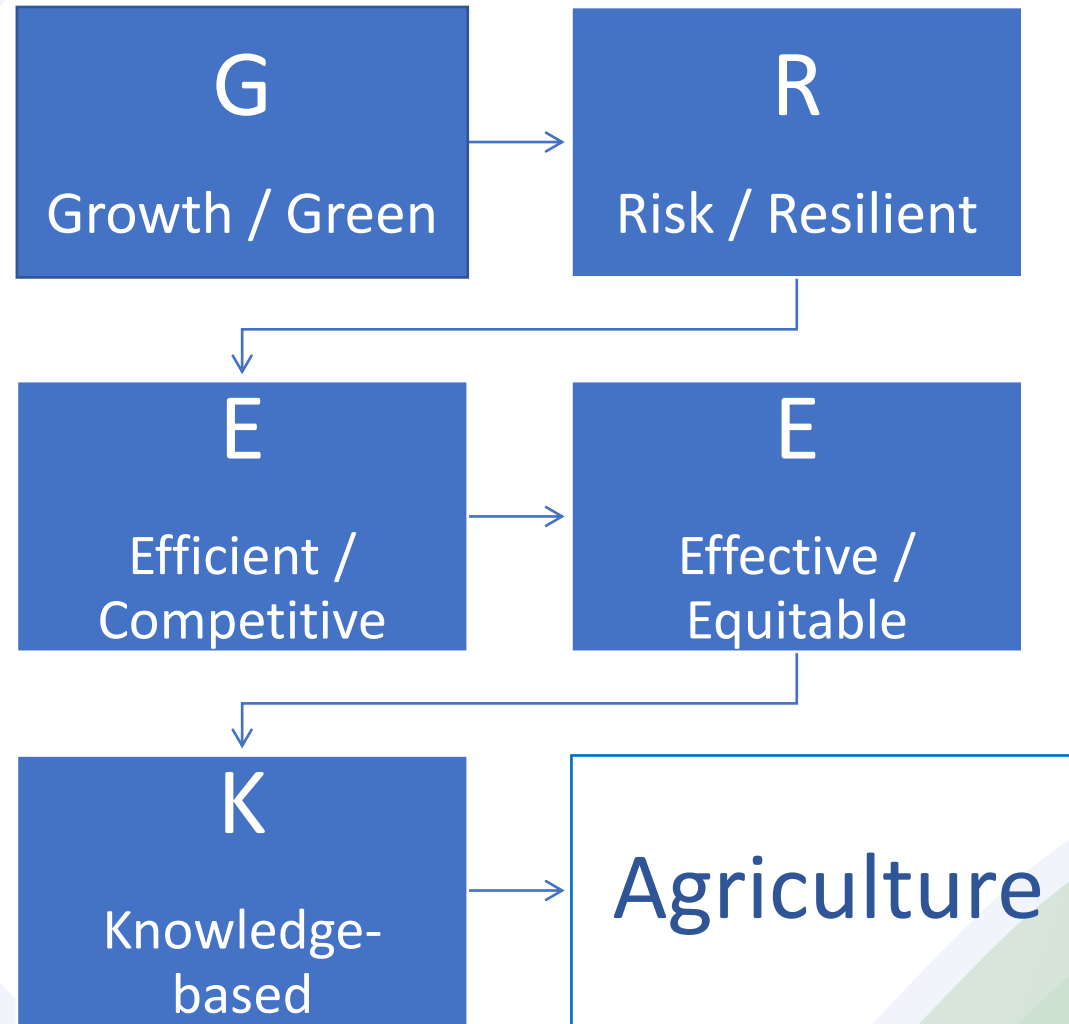 G
Growth / Green
R
Risk / Resilient
E
Efficient /
Competitive
E
Effective /
Equitable
K
Knowledge-
based
Agriculture